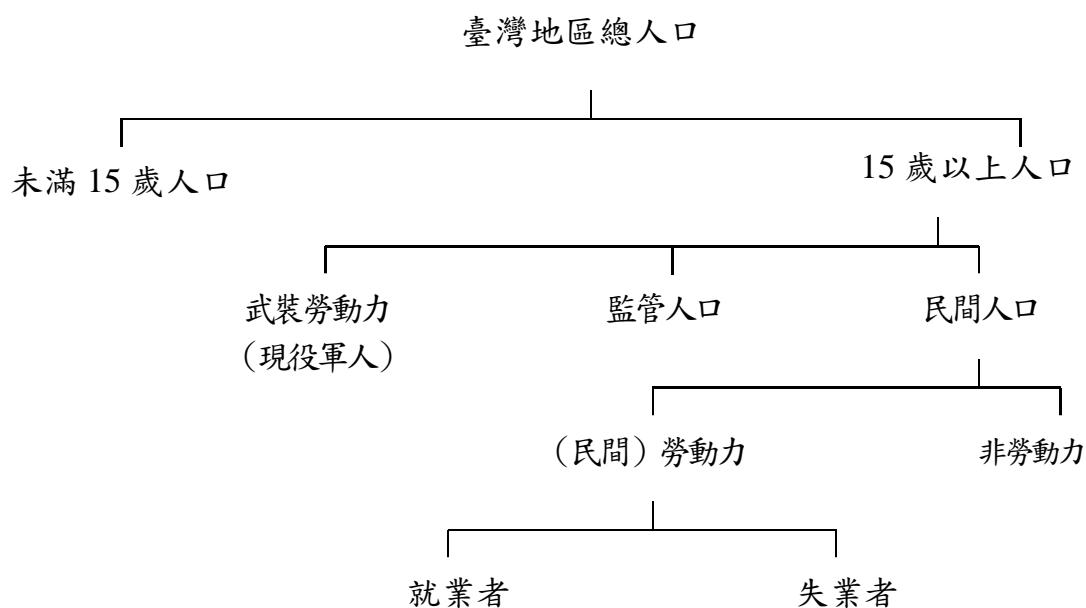 臺灣地區總人口
未滿 15 歲人口
15 歲以上人口
武裝勞動力
（現役軍人）
監管人口
民間人口
（民間）勞動力
非勞動力
就業者
失業者